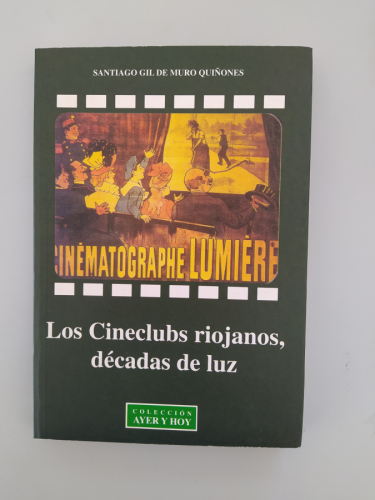 SANTIAGO GIL DE MURO QUIÑONES
CINÉMATOGRAPHE LUMIÈRE
Los Cineclubs riojanos,
décadas de luz
COLECCIÓN
AYER Y HOY